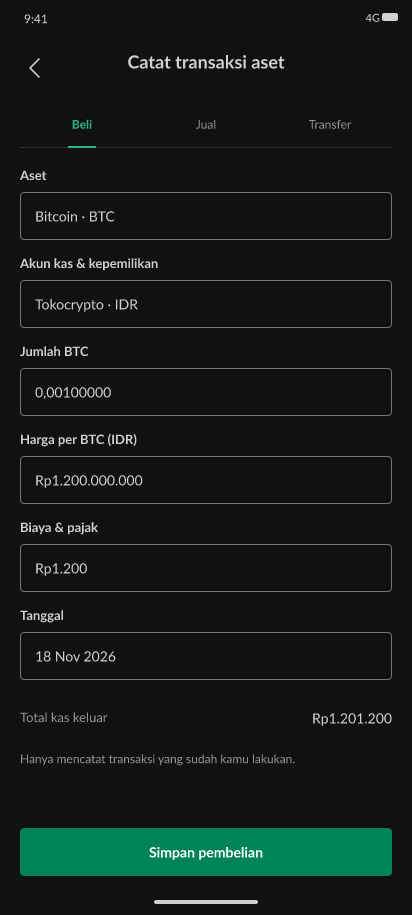 9:41
4G
Catat transaksi aset
Beli
Jual
Transfer
Aset
Bitcoin · BTC
Akun kas & kepemilikan
Tokocrypto · IDR
Jumlah BTC
0,00100000
Harga per BTC (IDR)
Rp1.200.000.000
Biaya & pajak
Rp1.200
Tanggal
18 Nov 2026
Total kas keluar
Rp1.201.200
Hanya mencatat transaksi yang sudah kamu lakukan.
Simpan pembelian